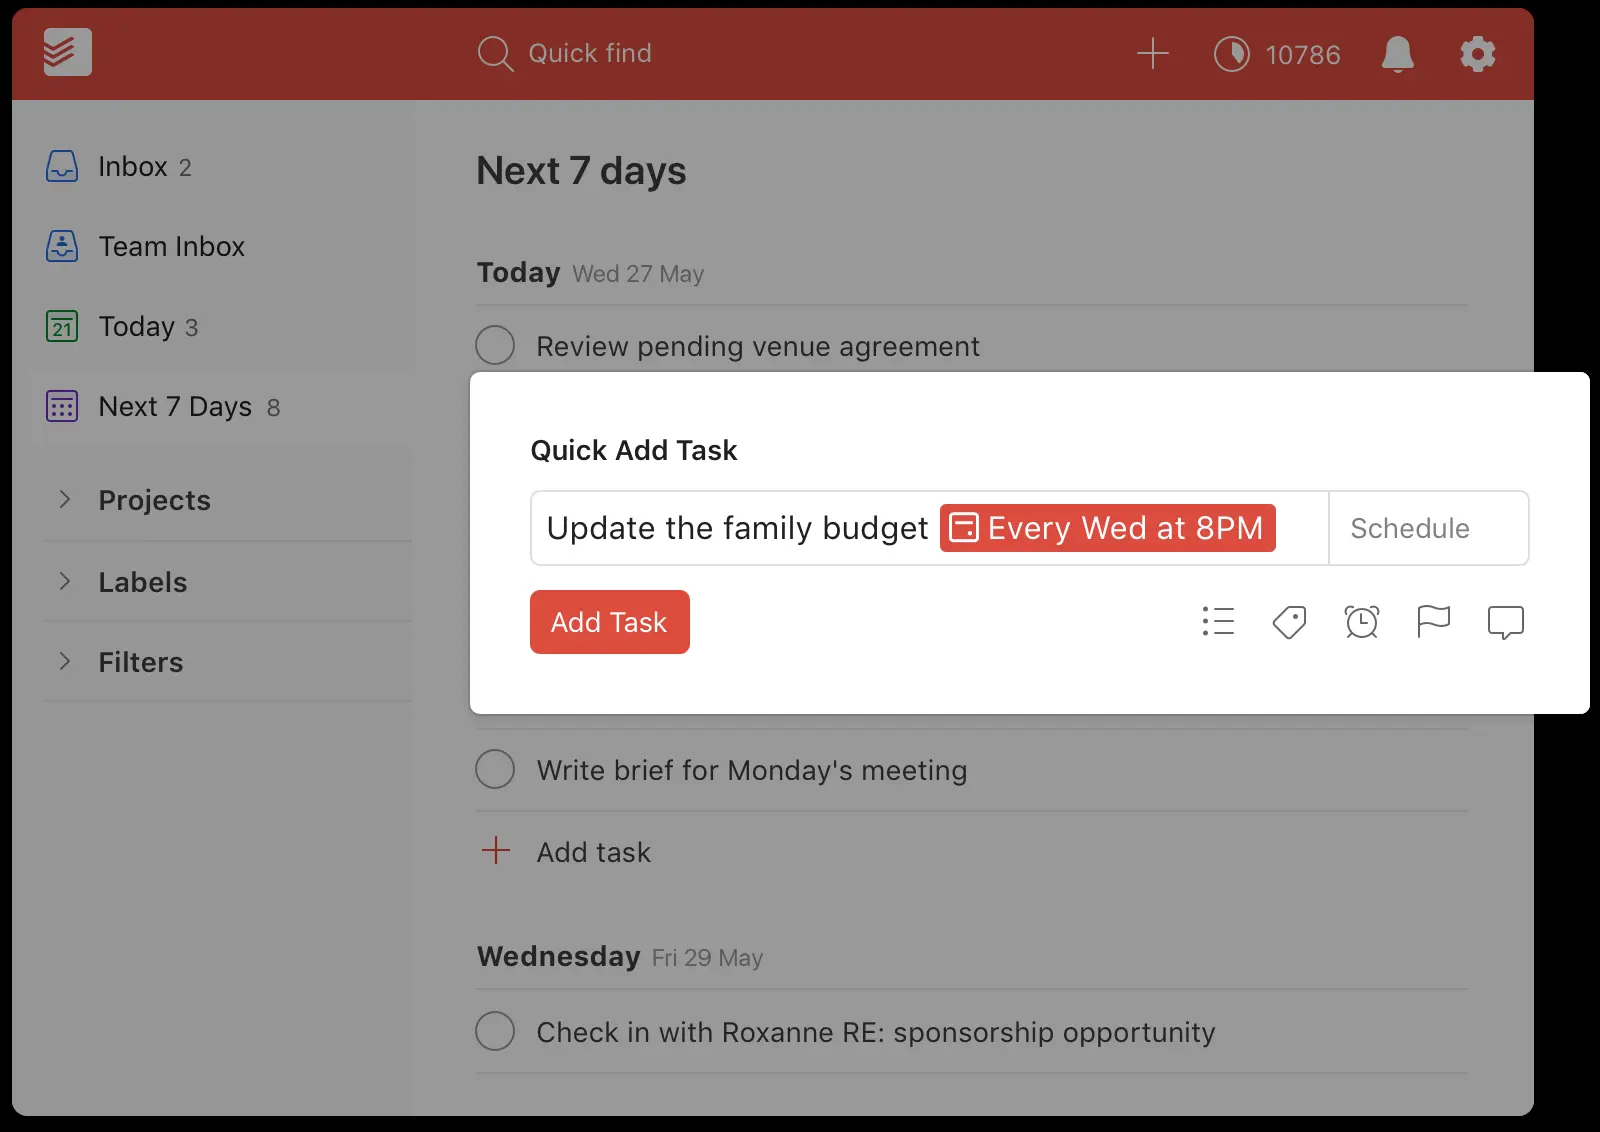 Quick find
10786
Inbox 2
Team Inbox
21
Today 3
Next 7 Days 8
Projects
Labels
Filters
Next 7 days
Today Wed 27 May
Review pending venue agreement
Quick Add Task
Update the family budget Every Wed at 8PM
Schedule
Add Task
Write brief for Monday's meeting
Add task
Wednesday Fri 29 May
Check in with Roxanne RE: sponsorship opportunity